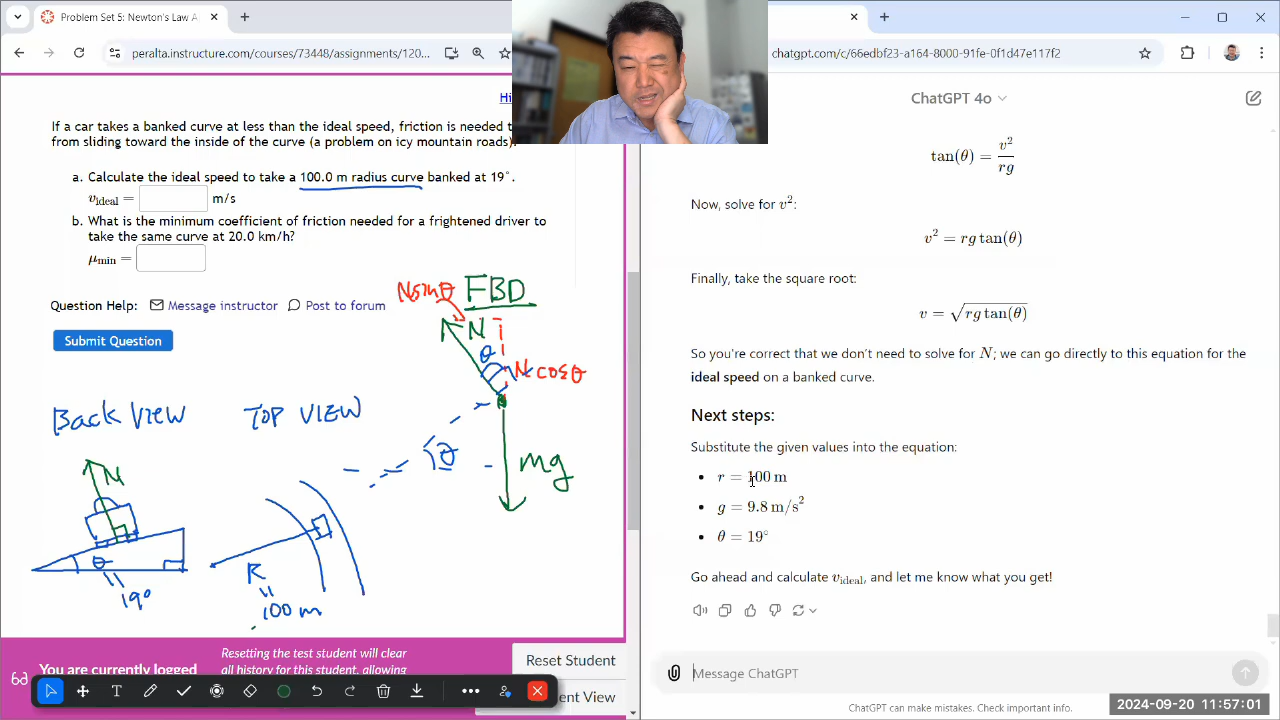 Problem Set 5: Newton's Law A
peralta.instructure.com/courses/73448/assignments/120...
Hi
If a car takes a banked curve at less than the ideal speed, friction is needed t
from sliding toward the inside of the curve (a problem on icy mountain roads).
a. Calculate the ideal speed to take a 100.0 m radius curve banked at 19°.
v_ideal = m/s
b. What is the minimum coefficient of friction needed for a frightened driver to
take the same curve at 20.0 km/h?
μ_min =
Question Help: Message instructor Post to forum
Submit Question
FBD
N sin θ
N
θ
N cos θ
θ
mg
Back View
TOP VIEW
N
θ
19°
R
100 m
You are currently logged
Resetting the test student will clear
all history for this student, allowing
Reset Student
ent View
chatgpt.com/c/66edbf23-a164-8000-91fe-0f1d47e117f2
ChatGPT 4o
tan(θ) = v²/rg
Now, solve for v²:
v² = rg tan(θ)
Finally, take the square root:
v = √rg tan(θ)
So you're correct that we don't need to solve for N; we can go directly to this equation for the
ideal speed on a banked curve.
Next steps:
Substitute the given values into the equation:
• r = 100 m
• g = 9.8 m/s²
• θ = 19°
Go ahead and calculate v_ideal, and let me know what you get!
Message ChatGPT
ChatGPT can make mistakes. Check important info.
2024-09-20 11:57:01